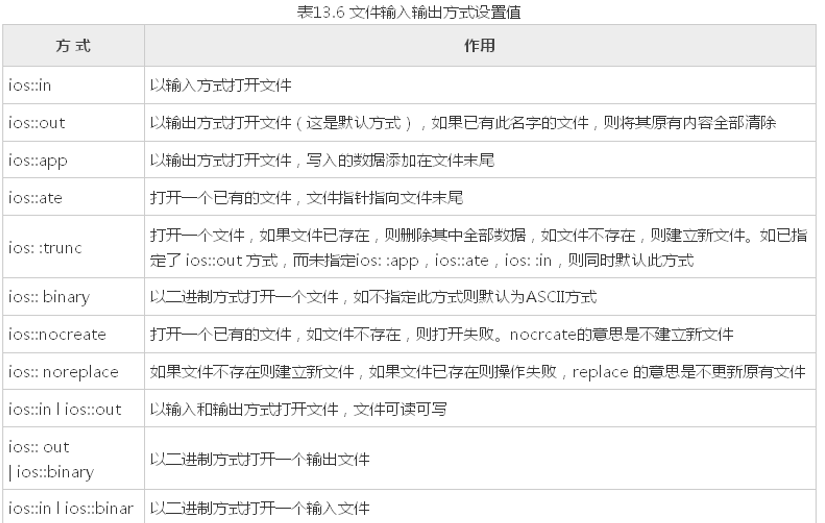 表13.6 文件输入输出方式设置值
方 式 作用
ios::in 以输入方式打开文件
ios::out 以输出方式打开文件（这是默认方式），如果已有此名字的文件，则将其原有内容全部清除
ios::app 以输出方式打开文件，写入的数据添加在文件末尾
ios::ate 打开一个已有的文件，文件指针指向文件末尾
ios: :trunc 打开一个文件，如果文件已存在，则删除其中全部数据，如文件不存在，则建立新文件。如已指
定了 ios::out 方式，而未指定ios: :app，ios::ate，ios: :in，则同时默认此方式
ios:: binary 以二进制方式打开一个文件，如不指定此方式则默认为ASCII方式
ios::nocreate 打开一个已有的文件，如文件不存在，则打开失败。nocrcate的意思是不建立新文件
ios:: noreplace 如果文件不存在则建立新文件，如果文件已存在则操作失败，replace 的意思是不更新原有文件
ios::in l ios::out 以输入和输出方式打开文件，文件可读可写
ios:: out
| ios::binary 以二进制方式打开一个输出文件
ios::in l ios::binar 以二进制方式打开一个输入文件